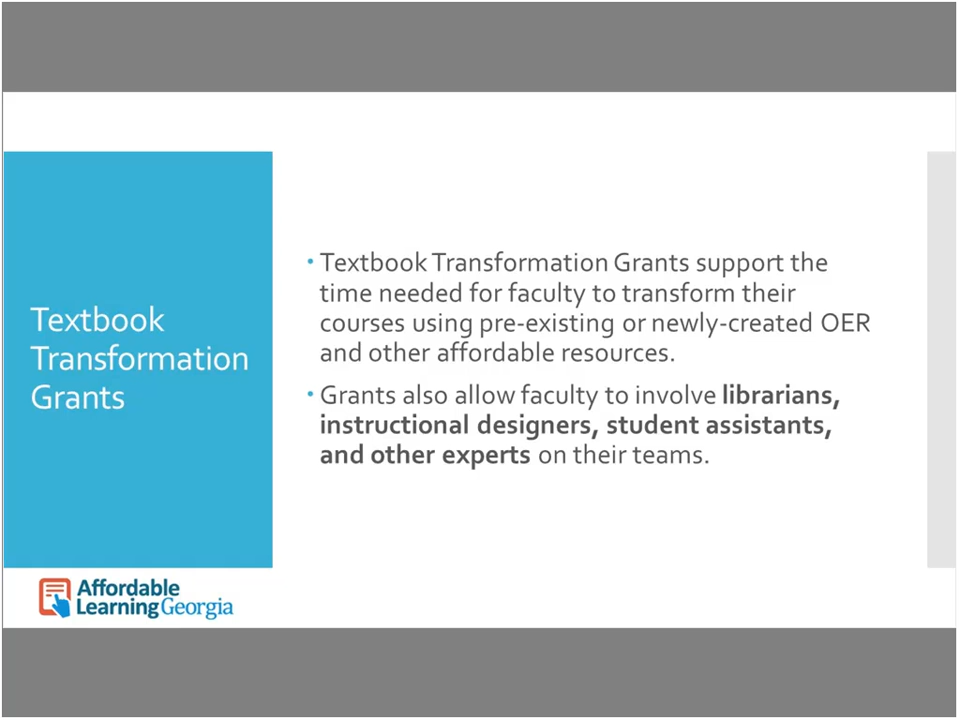 Textbook
Transformation
Grants
• Textbook Transformation Grants support the
time needed for faculty to transform their
courses using pre-existing or newly-created OER
and other affordable resources.
• Grants also allow faculty to involve librarians,
instructional designers, student assistants,
and other experts on their teams.
Affordable
Learning Georgia